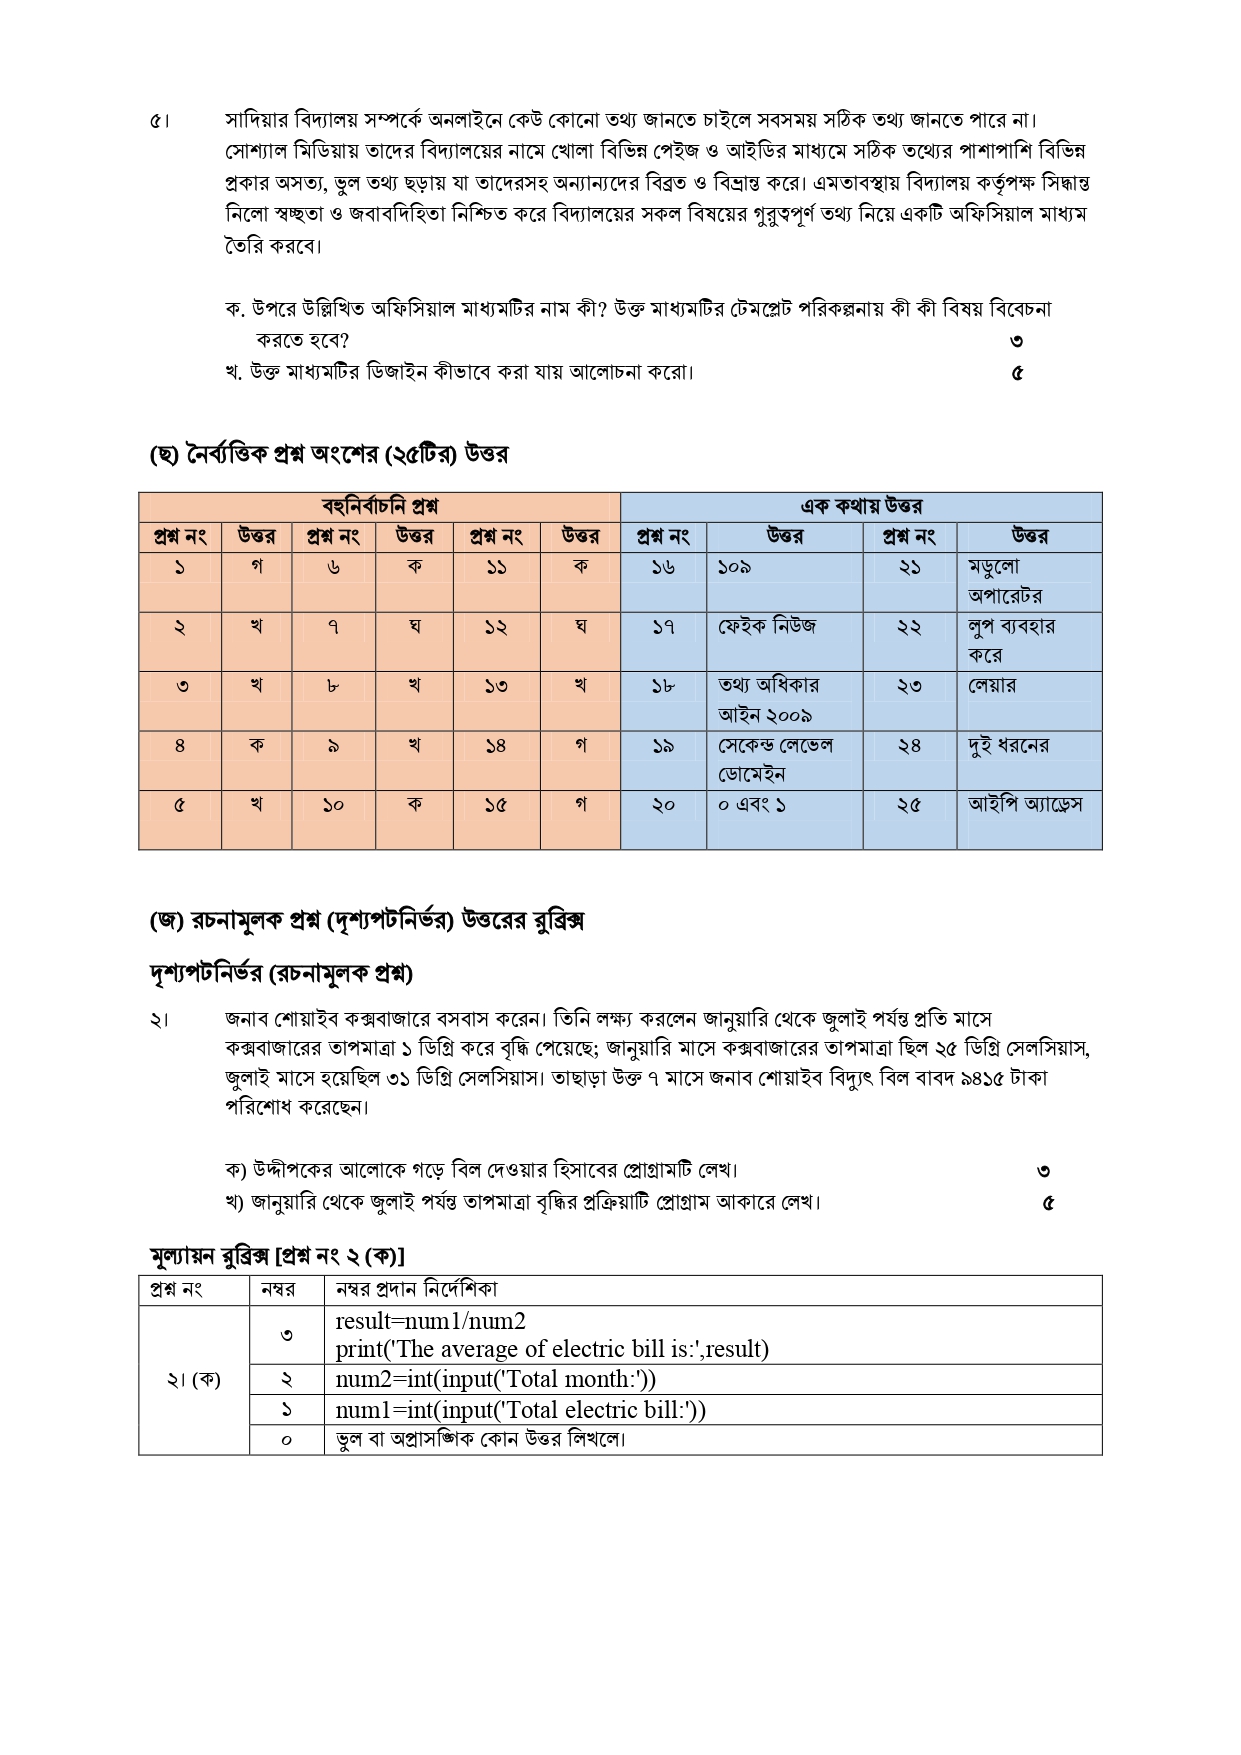 ৫। সাদিয়ার বিদ্যালয় সম্পর্কে অনলাইনে কেউ কোনো তথ্য জানতে চাইলে সবসময় সঠিক তথ্য জানতে পারে না।
সোশ্যাল মিডিয়ায় তাদের বিদ্যালয়ের নামে খোলা বিভিন্ন পেইজ ও আইডির মাধ্যমে সঠিক তথ্যের পাশাপাশি বিভিন্ন
প্রকার অসত্য, ভুল তথ্য ছড়ায় যা তাদেরসহ অন্যান্যদের বিব্রত ও বিভ্রান্ত করে। এমতাবস্থায় বিদ্যালয় কর্তৃপক্ষ সিদ্ধান্ত
নিলো স্বচ্ছতা ও জবাবদিহিতা নিশ্চিত করে বিদ্যালয়ের সকল বিষয়ের গুরুত্বপূর্ণ তথ্য নিয়ে একটি অফিসিয়াল মাধ্যম
তৈরি করবে।
ক. উপরে উল্লিখিত অফিসিয়াল মাধ্যমটির নাম কী? উক্ত মাধ্যমটির টেমপ্লেট পরিকল্পনায় কী কী বিষয় বিবেচনা
করতে হবে? ৩
খ. উক্ত মাধ্যমটির ডিজাইন কীভাবে করা যায় আলোচনা করো। ৫
(ছ) নৈর্ব্যত্তিক প্রশ্ন অংশের (২৫টির) উত্তর
বহুনির্বাচনি প্রশ্ন এক কথায় উত্তর
প্রশ্ন নং উত্তর প্রশ্ন নং উত্তর প্রশ্ন নং উত্তর প্রশ্ন নং উত্তর প্রশ্ন নং উত্তর
১ গ ৬ ক ১১ ক ১৬ ১০৯ ২১ মডুলো
অপারেটর
২ খ ৭ ঘ ১২ ঘ ১৭ ফেইক নিউজ ২২ লুপ ব্যবহার
করে
৩ খ ৮ খ ১৩ খ ১৮ তথ্য অধিকার ২৩ লেয়ার
আইন ২০০৯
৪ ক ৯ খ ১৪ গ ১৯ সেকেন্ড লেভেল ২৪ দুই ধরনের
ডোমেইন
৫ খ ১০ ক ১৫ গ ২০ ০ এবং ১ ২৫ আইপি অ্যাড্রেস
(জ) রচনামূলক প্রশ্ন (দৃশ্যপটনির্ভর) উত্তরের রুব্রিক্স
দৃশ্যপটনির্ভর (রচনামূলক প্রশ্ন)
২। জনাব শোয়াইব কক্সবাজারে বসবাস করেন। তিনি লক্ষ্য করলেন জানুয়ারি থেকে জুলাই পর্যন্ত প্রতি মাসে
কক্সবাজারের তাপমাত্রা ১ ডিগ্রি করে বৃদ্ধি পেয়েছে; জানুয়ারি মাসে কক্সবাজারের তাপমাত্রা ছিল ২৫ ডিগ্রি সেলসিয়াস,
জুলাই মাসে হয়েছিল ৩১ ডিগ্রি সেলসিয়াস। তাছাড়া উক্ত ৭ মাসে জনাব শোয়াইব বিদ্যুৎ বিল বাবদ ৯৪১৫ টাকা
পরিশোধ করেছেন।
ক) উদ্দীপকের আলোকে গড়ে বিল দেওয়ার হিসাবের প্রোগ্রামটি লেখ। ৩
খ) জানুয়ারি থেকে জুলাই পর্যন্ত তাপমাত্রা বৃদ্ধির প্রক্রিয়াটি প্রোগ্রাম আকারে লেখ। ৫
মূল্যায়ন রুব্রিক্স [প্রশ্ন নং ২ (ক)]
প্রশ্ন নং নম্বর নম্বর প্রদান নির্দেশিকা
২। (ক) ৩ result=num1/num2
print('The average of electric bill is:',result)
২ num2=int(input('Total month:'))
১ num1=int(input('Total electric bill:'))
০ ভুল বা অপ্রাসঙ্গিক কোন উত্তর লিখলে।